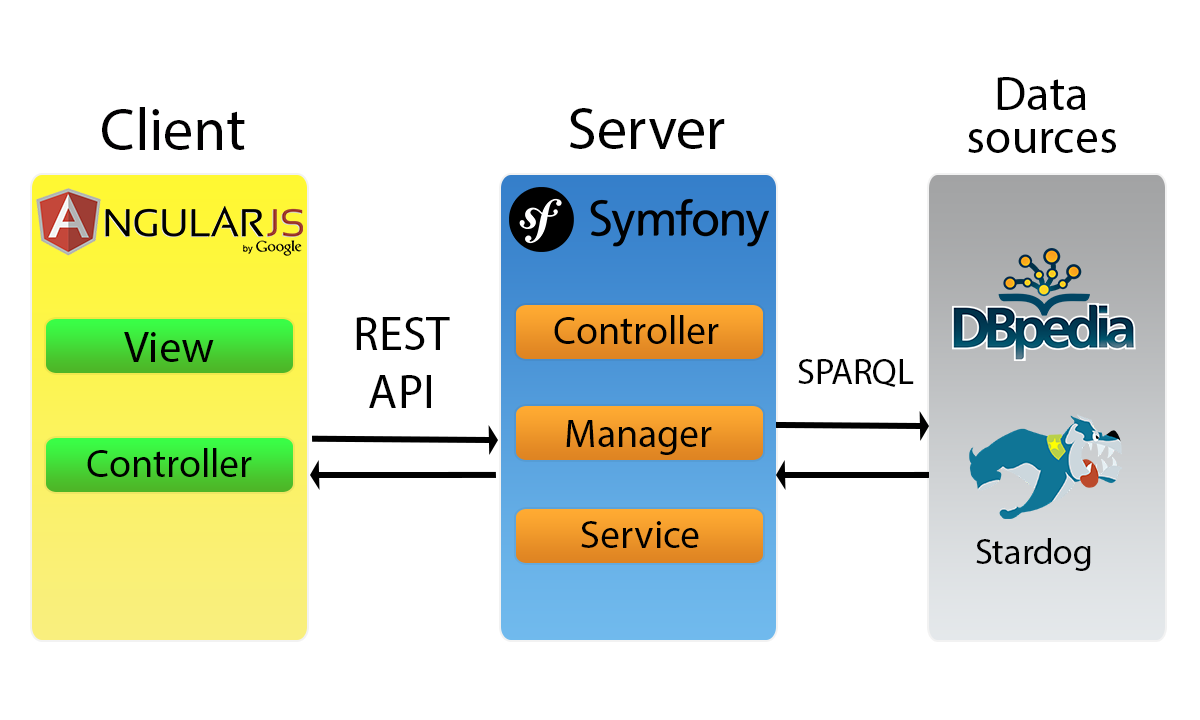 Client
ANGULARJS
by Google
View
Controller
REST
API
Server
sf Symfony
Controller
Manager
Service
SPARQL
Data
sources
DBpedia
Stardog